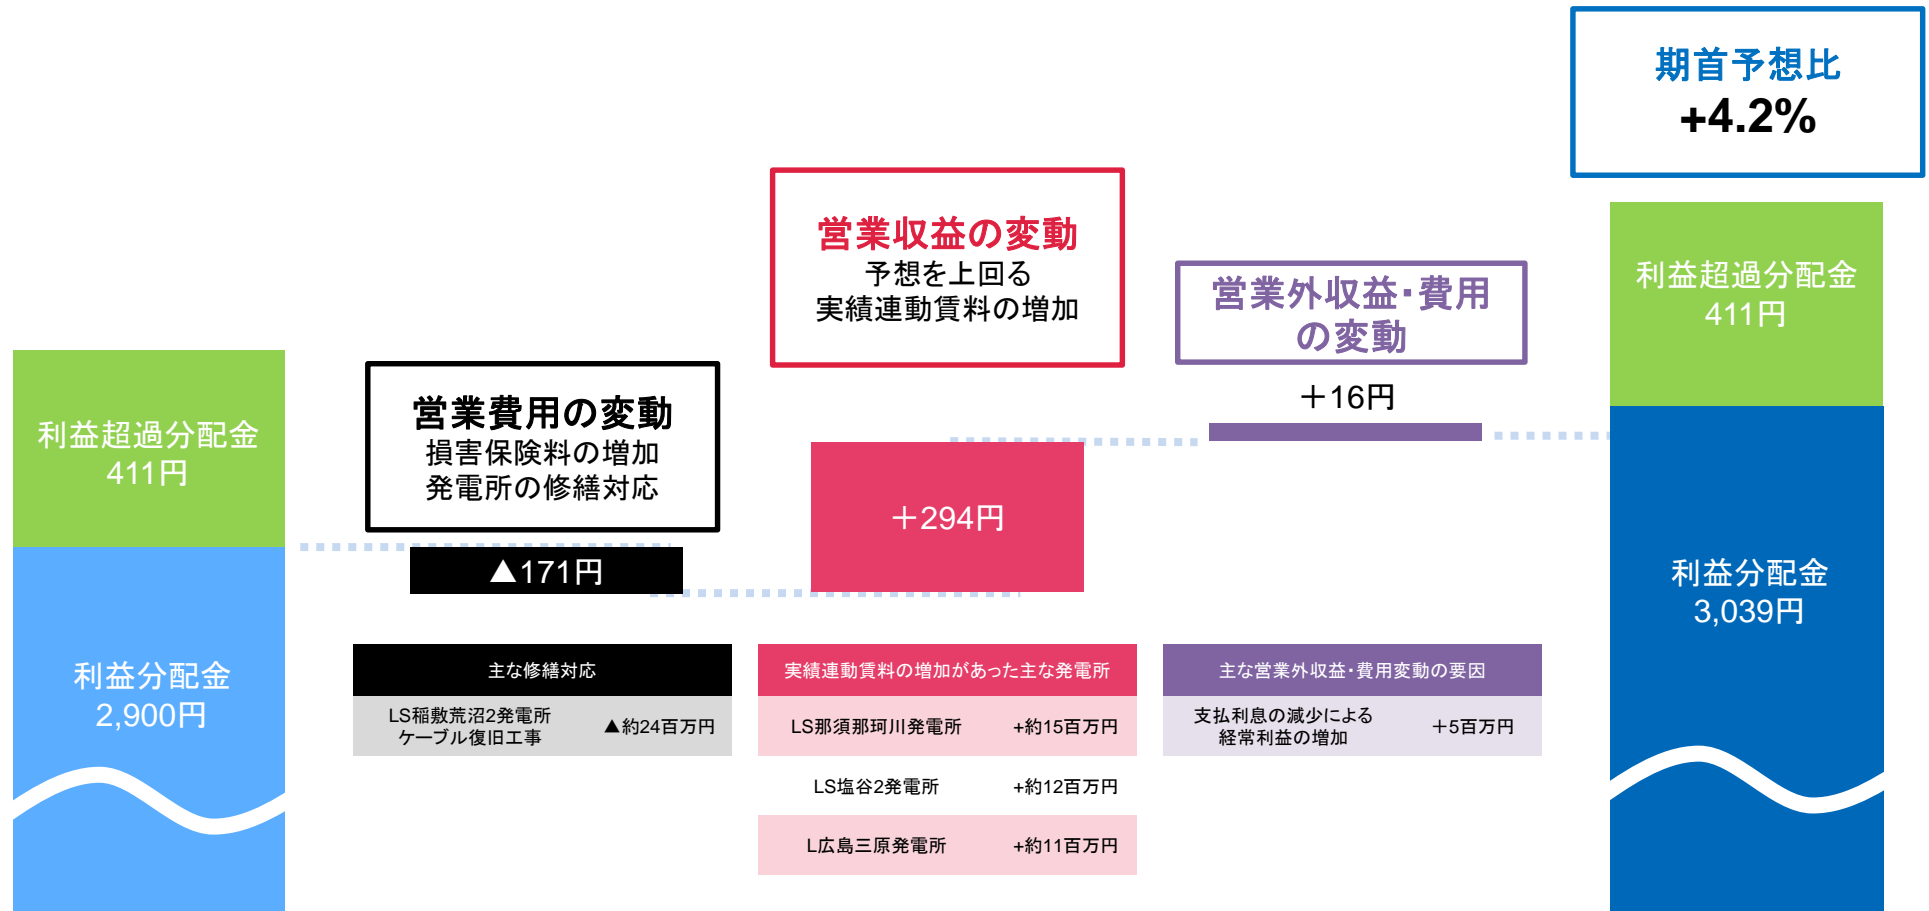 期首予想比
+4.2%
営業収益の変動
予想を上回る
実績連動賃料の増加
営業外収益・費用
の変動
+16円
利益超過分配金
411円
営業費用の変動
損害保険料の増加
発電所の修繕対応
利益超過分配金
411円
+294円
▲171円
利益分配金
3,039円
利益分配金
2,900円
主な修繕対応
LS稲敷荒沼2発電所
ケーブル復旧工事
▲約24百万円
実績連動賃料の増加があった主な発電所
LS那須那珂川発電所 +約15百万円
LS塩谷2発電所 +約12百万円
L広島三原発電所 +約11百万円
主な営業外収益・費用変動の要因
支払利息の減少による
経常利益の増加
+5百万円